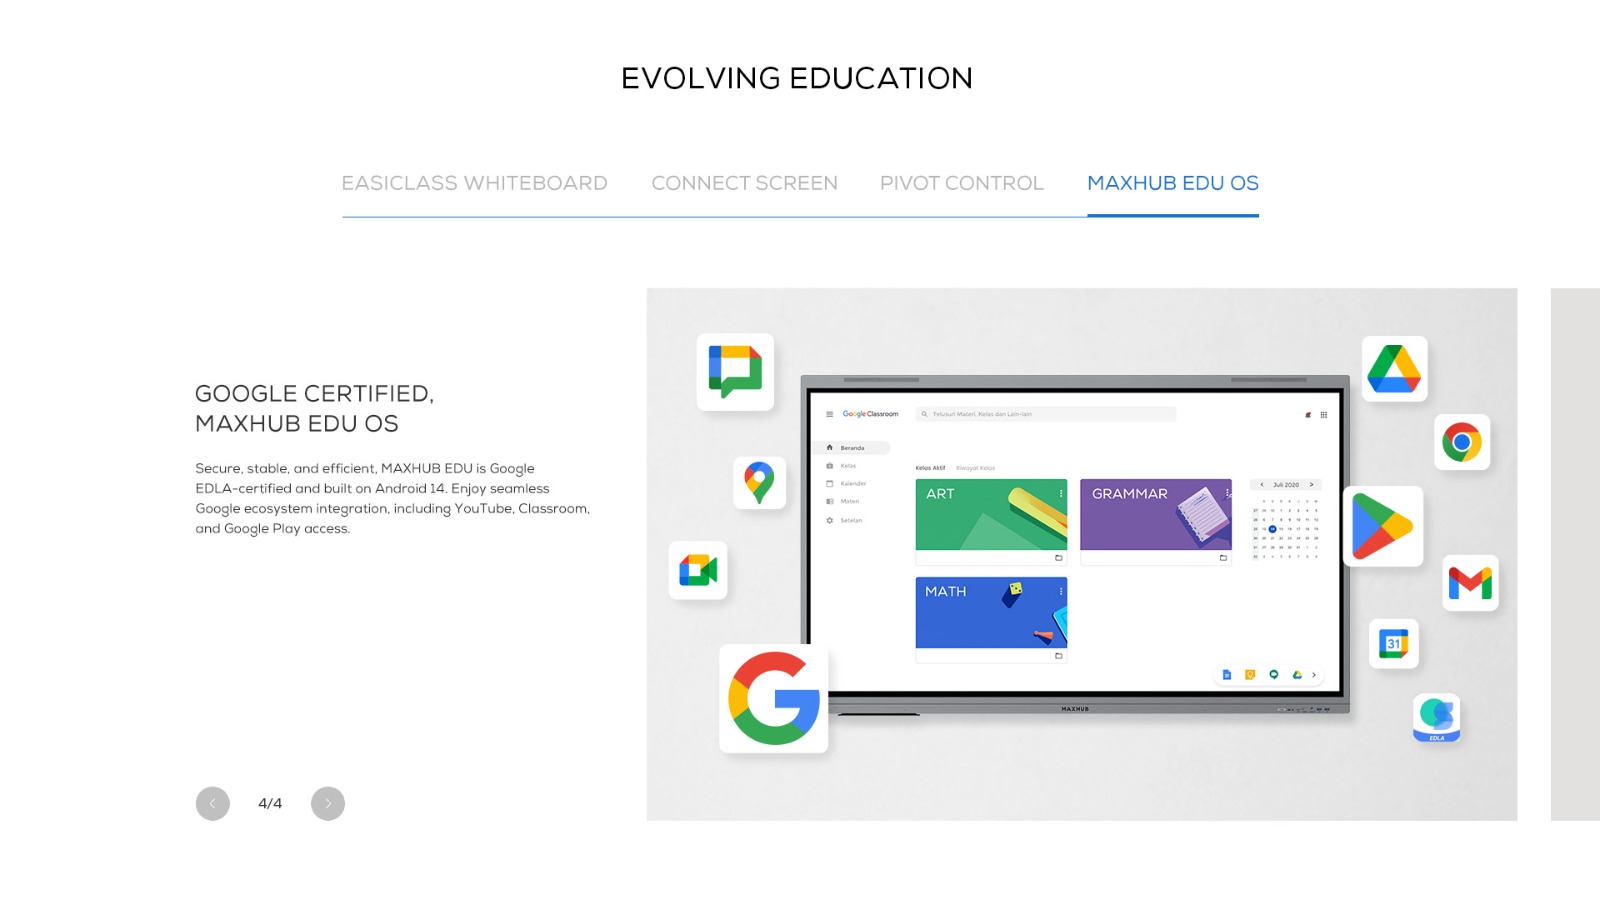 EVOLVING EDUCATION
EASICLASS WHITEBOARD
CONNECT SCREEN
PIVOT CONTROL
MAXHUB EDU OS
GOOGLE CERTIFIED,
MAXHUB EDU OS
Secure, stable, and efficient, MAXHUB EDU is Google
EDLA-certified and built on Android 14. Enjoy seamless
Google ecosystem integration, including YouTube, Classroom,
and Google Play access.
4/4
Google Classroom
Telusuri Materi, Kelas dan Lain-lain
Beranda
Kelas
Kalender
Materi
Setelan
Kelas Aktif
Riwayat Kelas
ART
GRAMMAR
MATH
Juli 2020
MAXHUB
31
EDLA